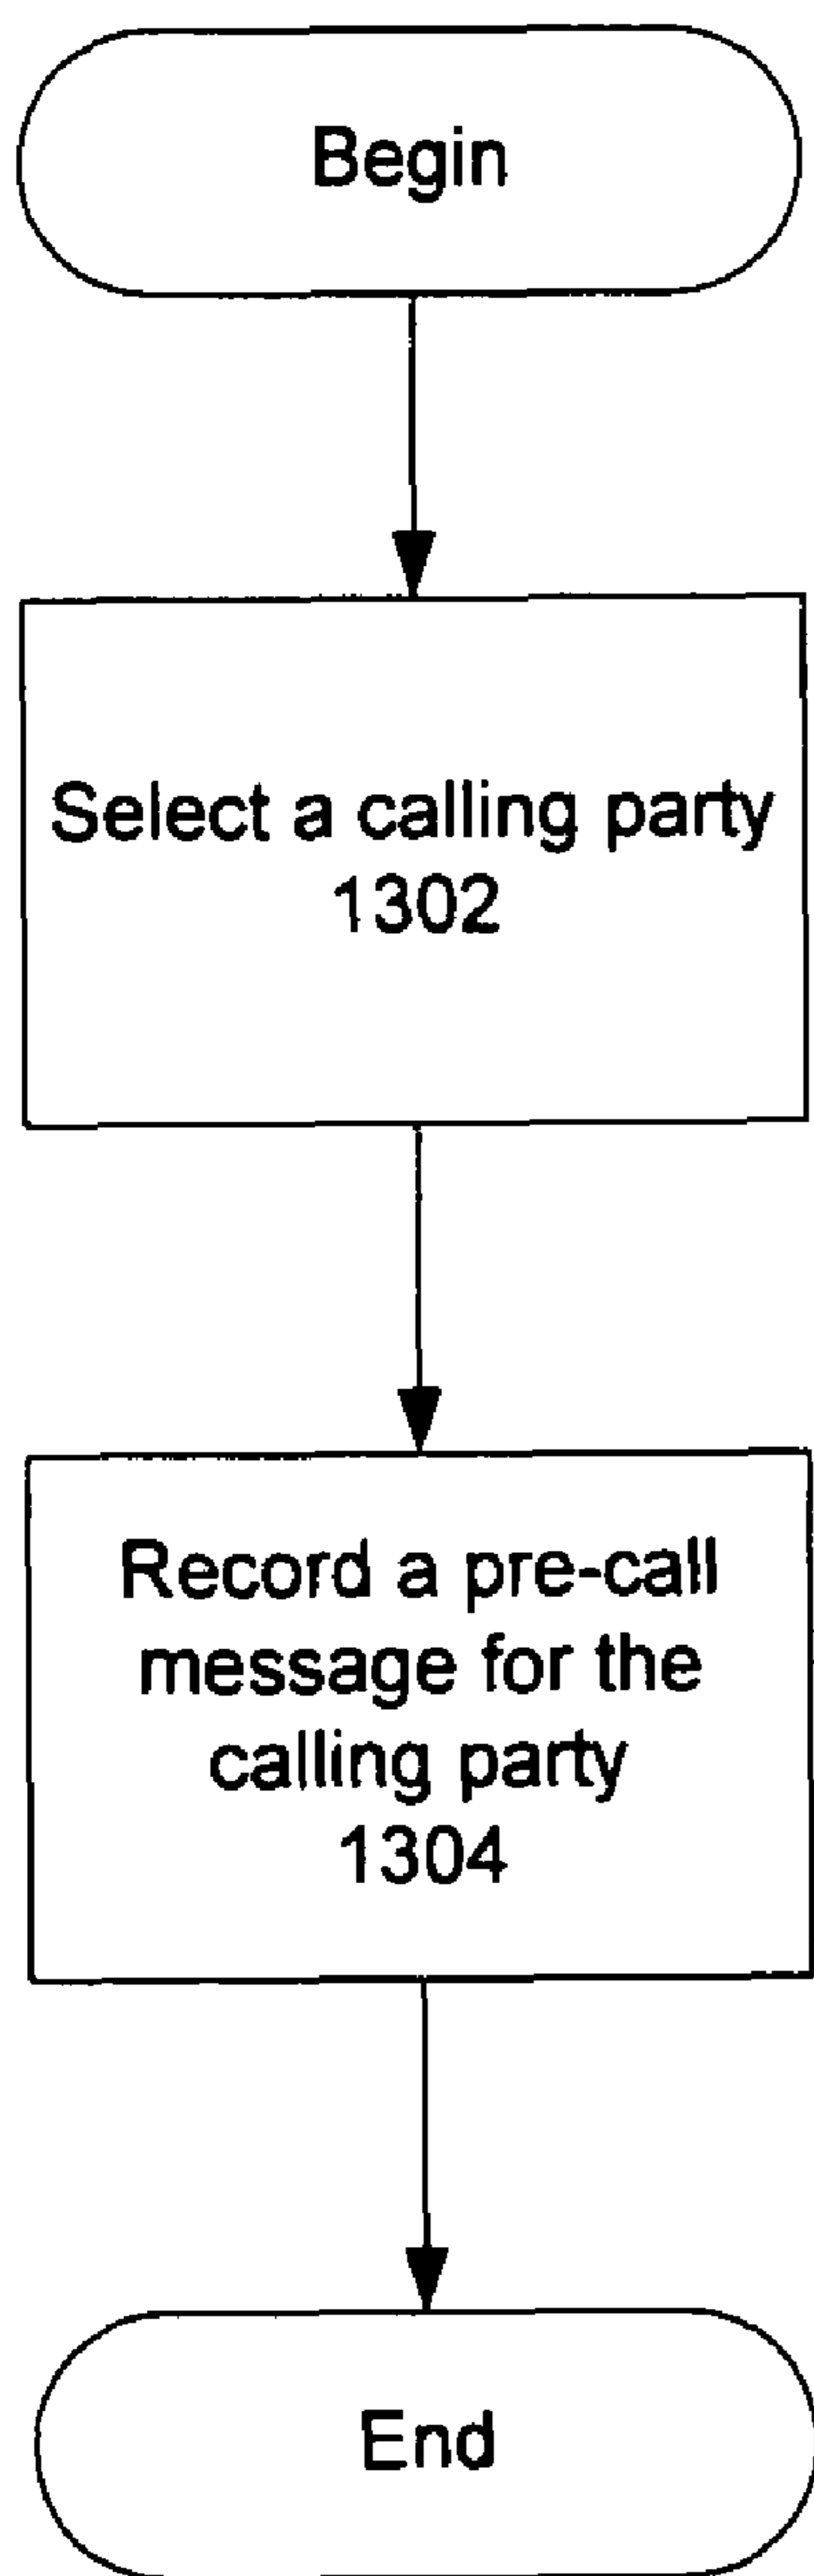 Begin
Select a calling party
1302
Record a pre-call
message for the
calling party
1304
End